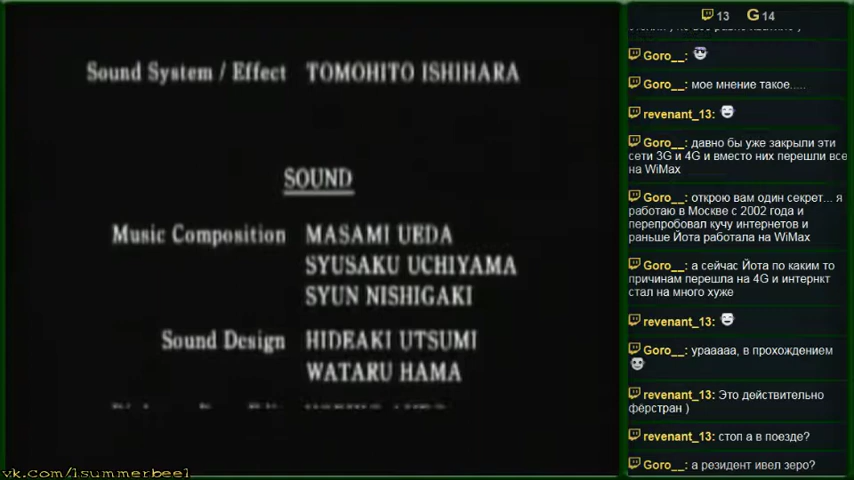 Sound System / Effect TOMOHITO ISHIHARA
SOUND
Music Composition MASAMI UEDA
SYUSAKU UCHIYAMA
SYUN NISHIGAKI
Sound Design HIDEAKI UTSUMI
WATARU HAMA
vk.com/1summerbee1
13 G 14
Goro__:
Goro__: мое мнение такое.....
revenant_13:
Goro__: давно бы уже закрыли эти
сети 3G и 4G и вместо них перешли все
на WiMax
Goro__: открою вам один секрет... я
работаю в Москве с 2002 года и
перепробовал кучу интернетов и
раньше Йота работала на WiMax
Goro__: а сейчас Йота по каким то
причинам перешла на 4G и интернкт
стал на много хуже
revenant_13:
Goro__: урааааа, в прохождением
revenant_13: Это действительно
фёрстран )
revenant_13: стоп а в поезде?
Goro__: а резидент ивел зеро?